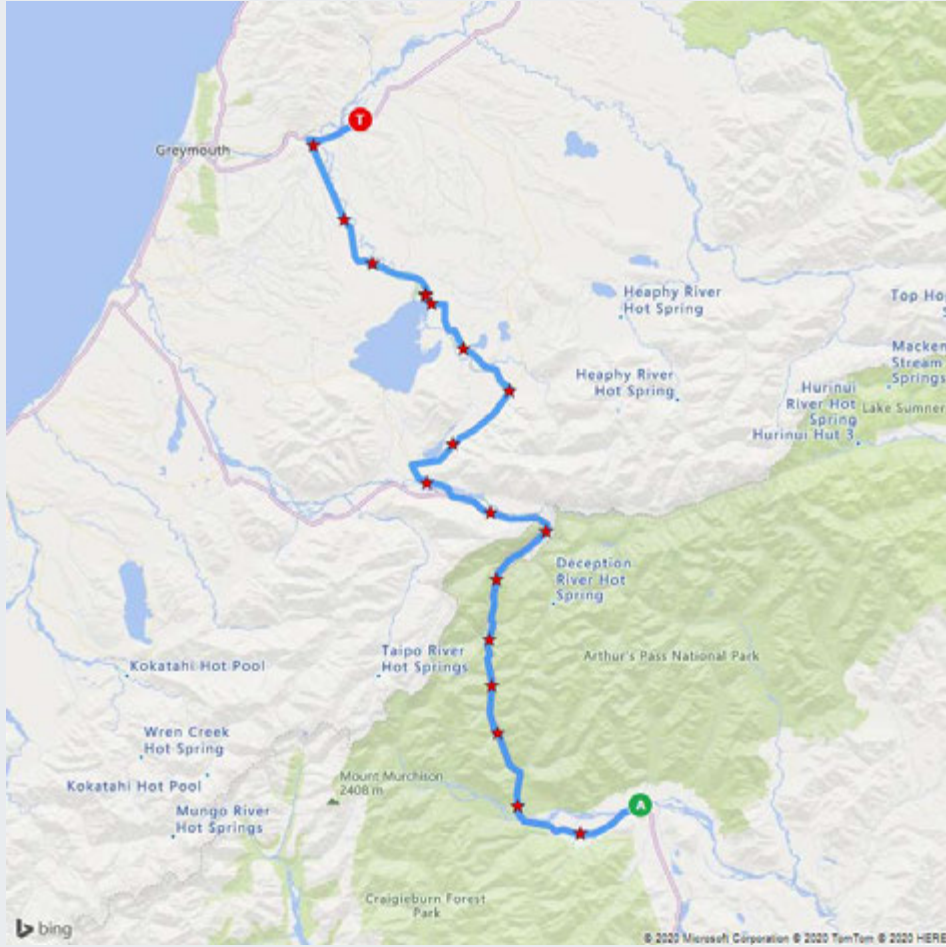 T
Greymouth
Heaphy River
Hot Spring
Top Ho
S
Macken
Stream
Springs
Heaphy River
Hot Spring
Hurinui
River Hot
Spring
Lake Sumner
Hurinui Hut 3
Deception
River Hot
Spring
Taipo River
Hot Springs
Arthur's Pass National Park
Kokatahi Hot Pool
Wren Creek
Hot Spring
Kokatahi Hot Pool
Mount Murchison
2408 m
Mungo River
Hot Springs
A
Craigieburn Forest
Park
bing
© 2020 Microsoft Corporation © 2020 TomTom © 2020 HERE